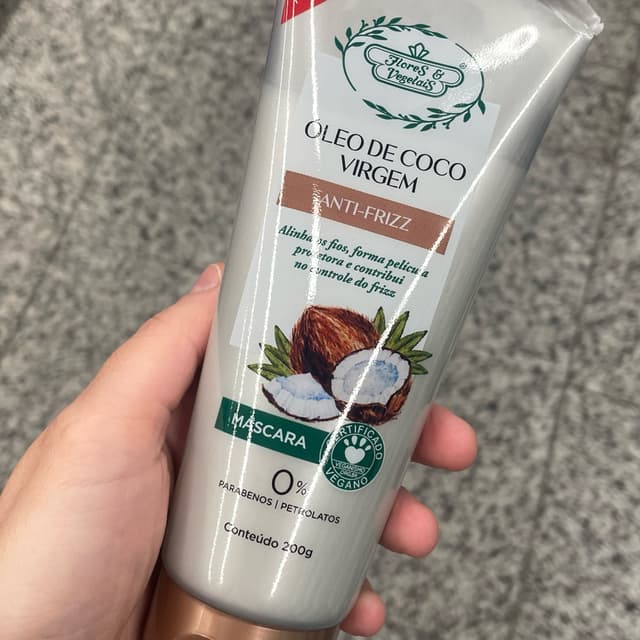 Flores &
Vegetais
®
ÓLEO DE COCO
VIRGEM
ANTI-FRIZZ
Alinha os fios, forma película
protetora e contribui
no controle do frizz
MÁSCARA
CERTIFICADO
VEGANISMO
VEGANO
0%
PARABENOS | PETROLATOS
Conteúdo 200g